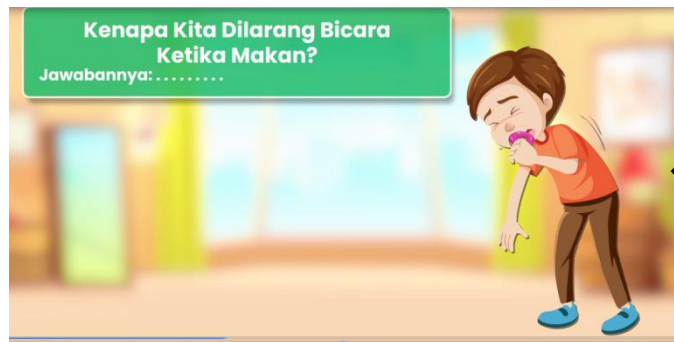 Kenapa Kita Dilarang Bicara
Ketika Makan?
Jawabannya: . . . . . . . . .